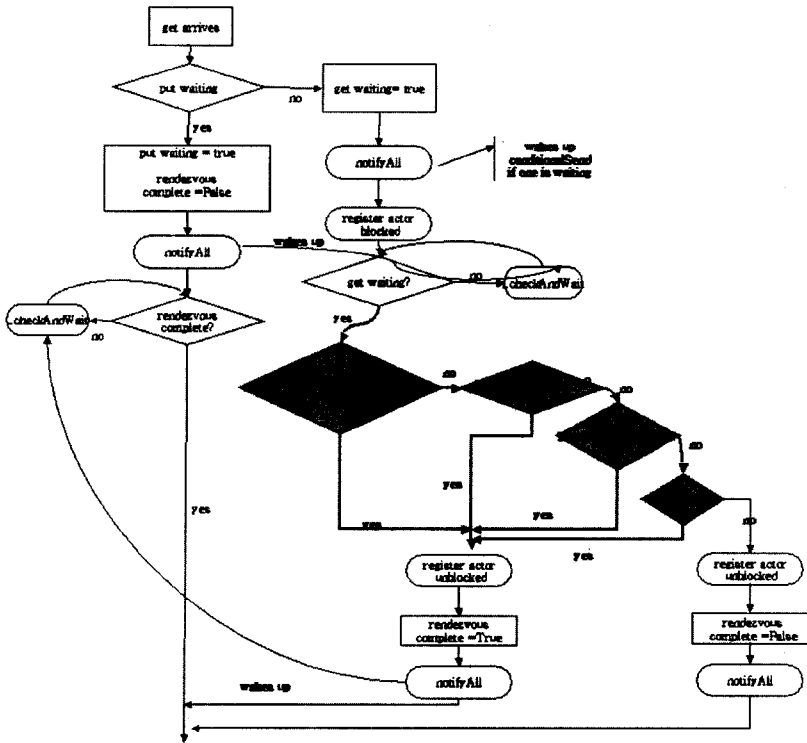 get arrives
put waiting
no
get waiting= true
yes
put waiting = true
rendezvous
complete =False
notifyAll
wakes up
conditionalSend
if one is waiting
register actor
blocked
notifyAll
wakes up
get waiting?
no
checkAndWait
checkAndWait
no
rendezvous
complete?
yes
no
no
no
yes
yes
yes
yes
no
yes
register actor
unblocked
register actor
unblocked
rendezvous
complete =True
rendezvous
complete =False
notifyAll
notifyAll
wakes up